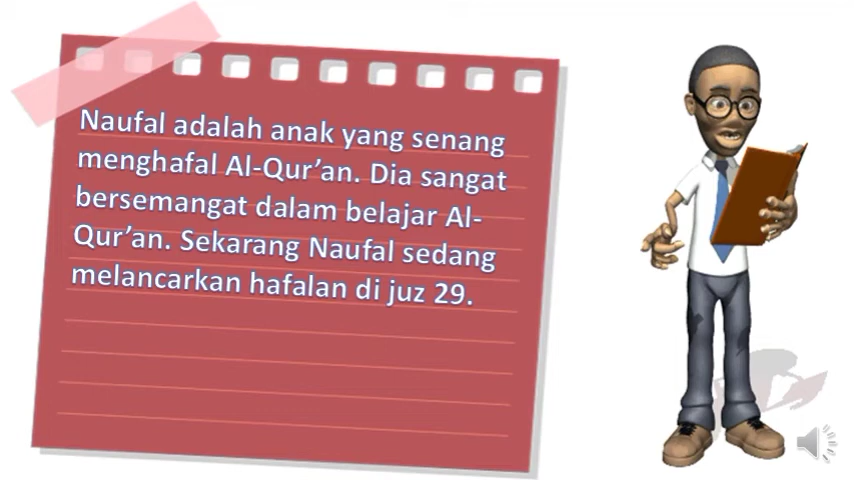 Naufal adalah anak yang senang
menghafal Al-Qur’an. Dia sangat
bersemangat dalam belajar Al-
Qur’an. Sekarang Naufal sedang
melancarkan hafalan di juz 29.